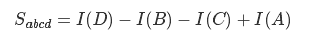 S_{abcd} = I(D) − I(B) − I(C) + I(A)